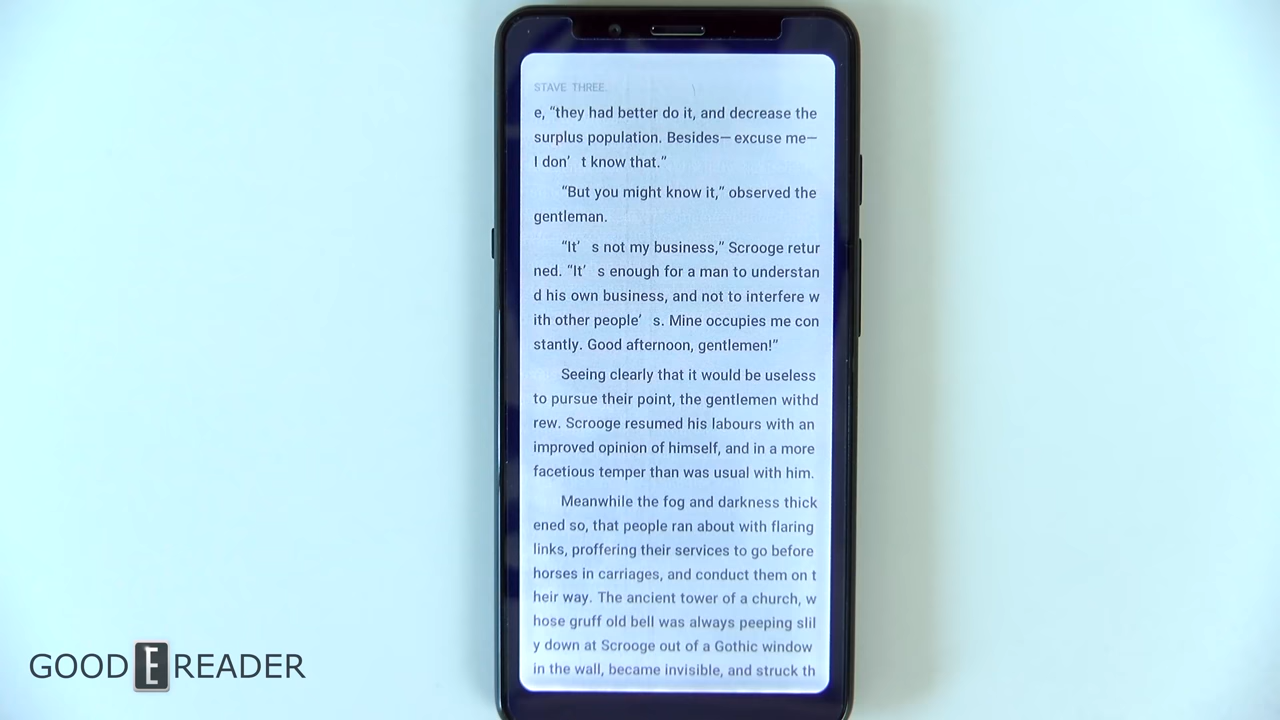 STAVE THREE.
e, “they had better do it, and decrease the
surplus population. Besides—excuse me—
I don’ t know that.”
“But you might know it,” observed the
gentleman.
“It’ s not my business,” Scrooge retur
ned. “It’ s enough for a man to understan
d his own business, and not to interfere w
ith other people’ s. Mine occupies me con
stantly. Good afternoon, gentlemen!”
Seeing clearly that it would be useless
to pursue their point, the gentlemen withd
rew. Scrooge resumed his labours with an
improved opinion of himself, and in a more
facetious temper than was usual with him.
Meanwhile the fog and darkness thick
ened so, that people ran about with flaring
links, proffering their services to go before
horses in carriages, and conduct them on t
heir way. The ancient tower of a church, w
hose gruff old bell was always peeping slil
y down at Scrooge out of a Gothic window
in the wall, became invisible, and struck th
GOOD E READER